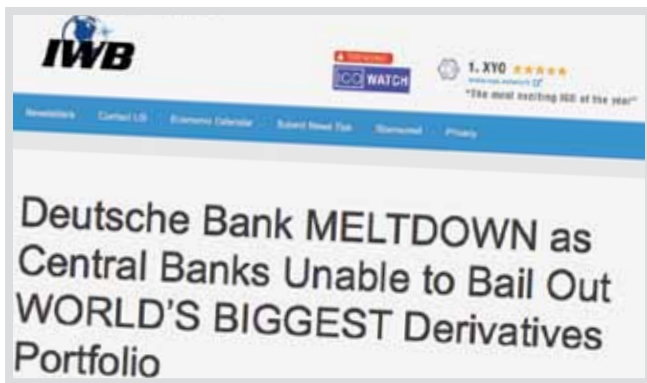 IWB
ICO WATCH
1. XYO
"The most exciting ICO of the year"
Newsletters Contact US Economic Calendar Submit News Tips Sponsored Privacy
Deutsche Bank MELTDOWN as
Central Banks Unable to Bail Out
WORLD'S BIGGEST Derivatives
Portfolio